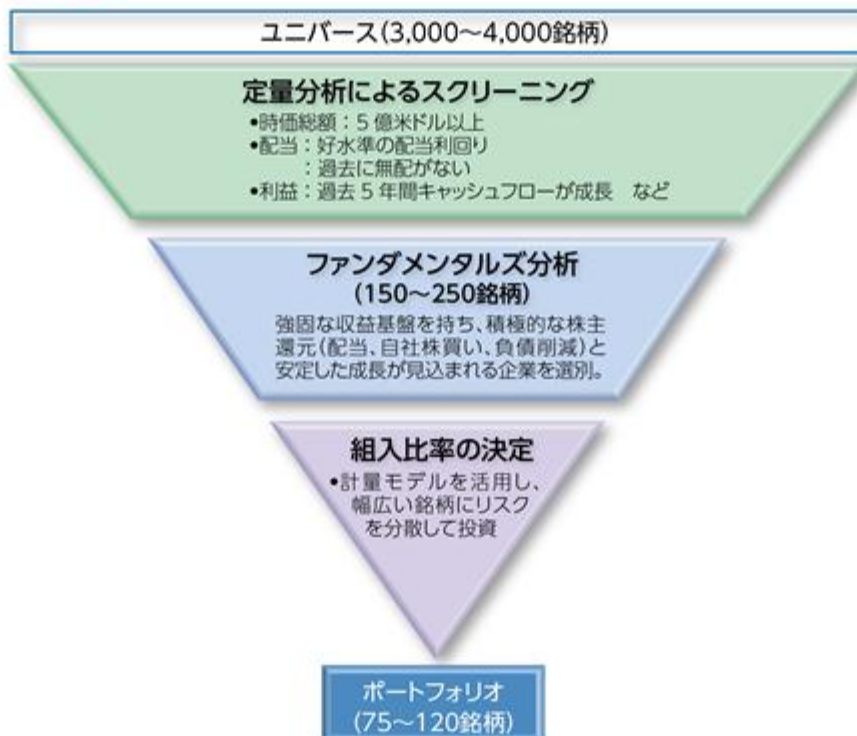 ユニバース(3,000〜4,000銘柄)
定量分析によるスクリーニング
•時価総額：5億米ドル以上
•配当：好水準の配当利回り
：過去に無配がない
•利益：過去5年間キャッシュフローが成長　など
ファンダメンタルズ分析
(150〜250銘柄)
強固な収益基盤を持ち、積極的な株主
還元(配当、自社株買い、負債削減)と
安定した成長が見込まれる企業を選別。
組入比率の決定
•計量モデルを活用し、
幅広い銘柄にリスク
を分散して投資
ポートフォリオ
(75〜120銘柄)